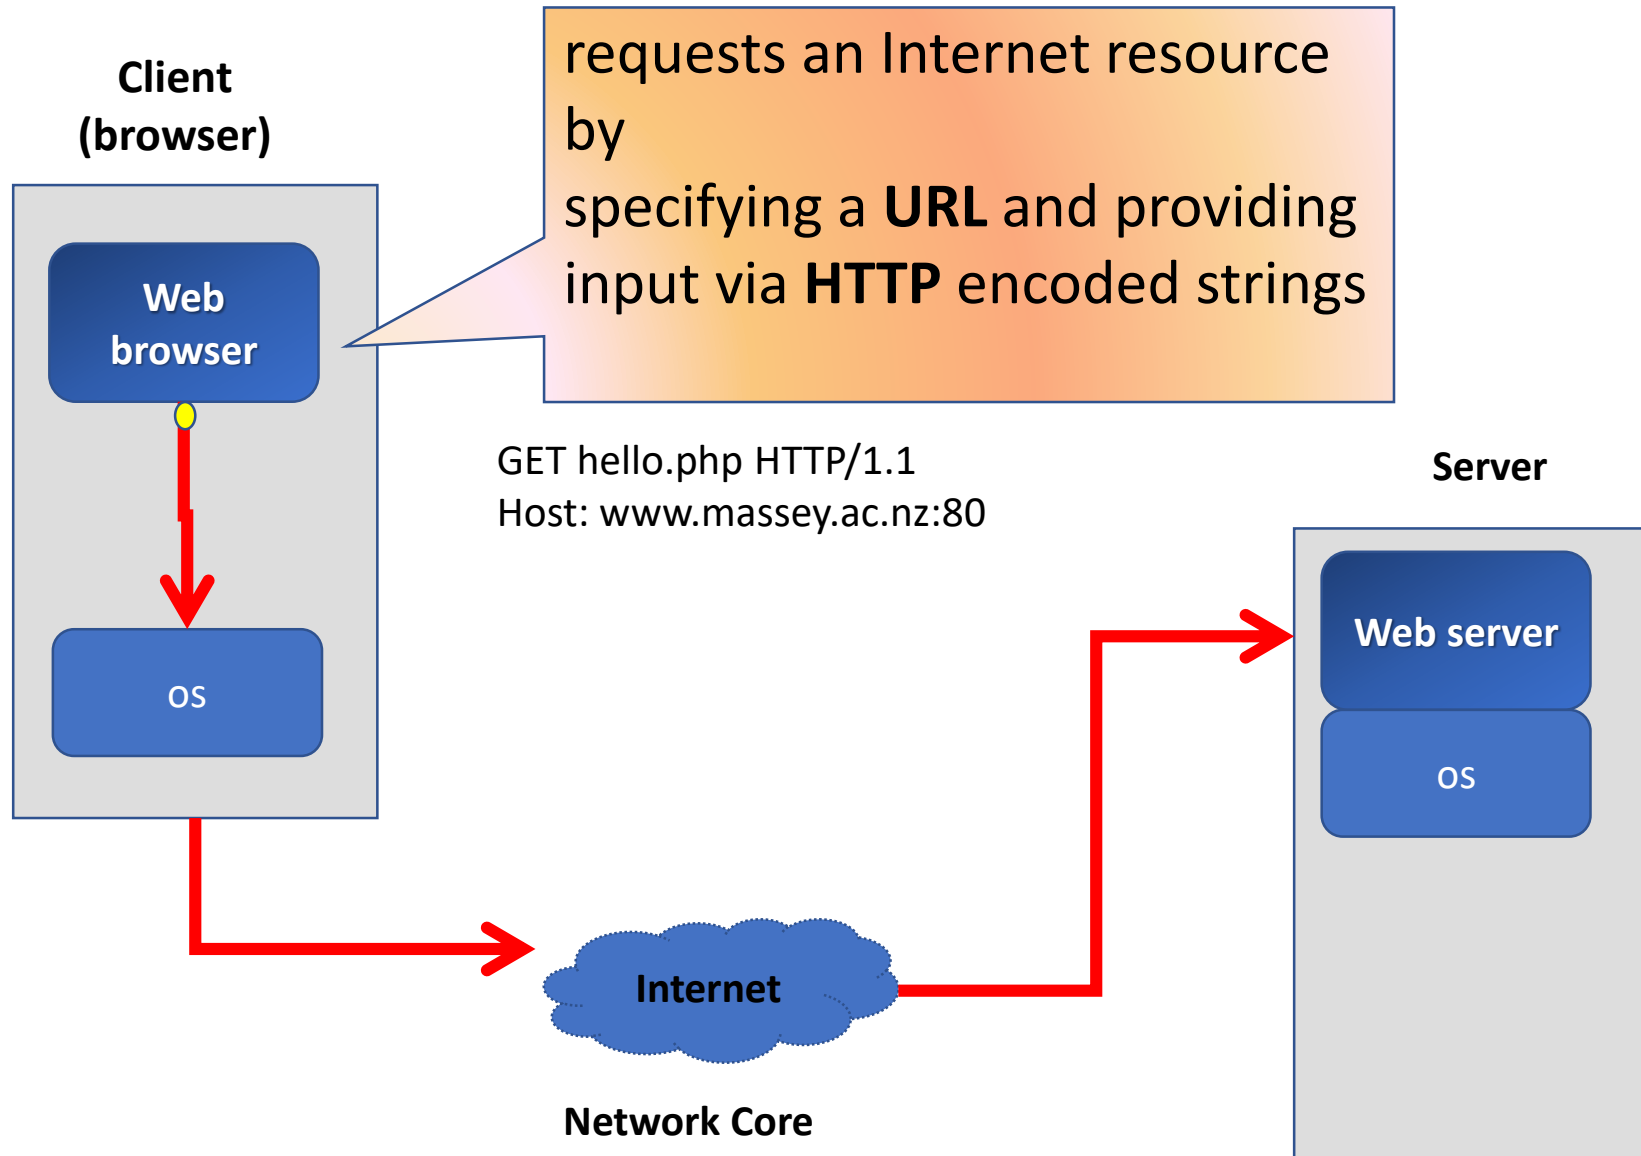 Client
(browser)
requests an Internet resource
by
specifying a URL and providing
input via HTTP encoded strings
Web
browser
GET hello.php HTTP/1.1
Host: www.massey.ac.nz:80
Server
Web server
OS
OS
Internet
Network Core